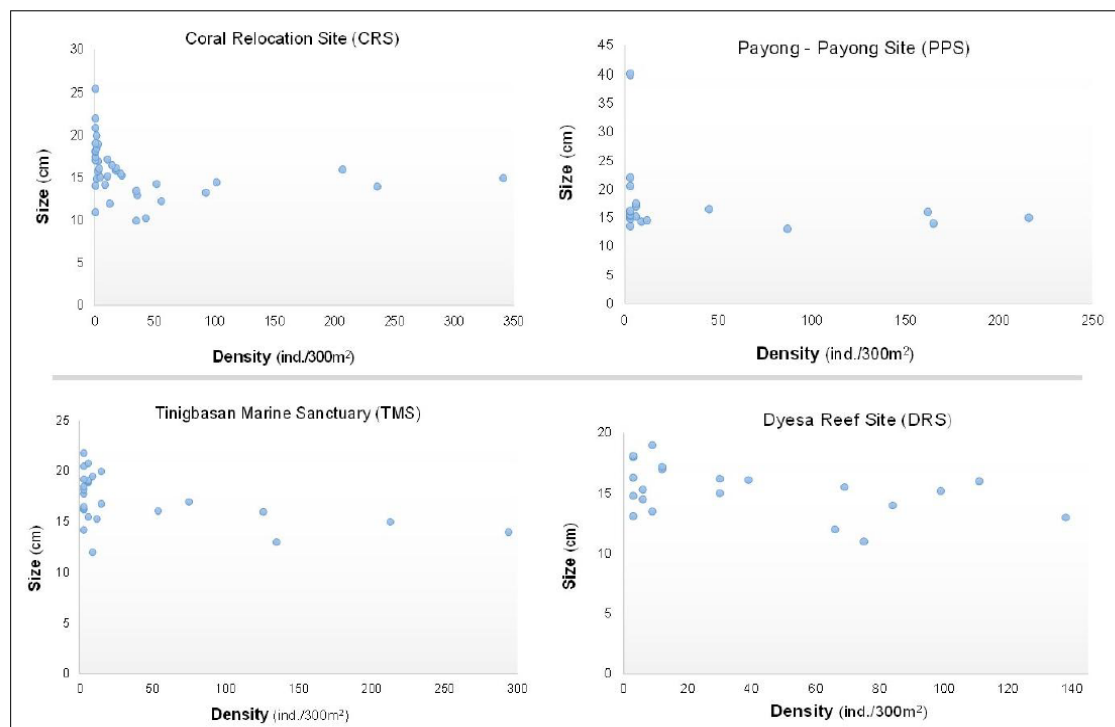 Coral Relocation Site (CRS)
30
25
20
15
10
5
0
Size (cm)
0 50 100 150 200 250 300 350
Density (ind./300m²)
Payong - Payong Site (PPS)
45
40
35
30
25
20
15
10
5
0
Size (cm)
0 50 100 150 200 250
Density (ind./300m²)
Tinigbasan Marine Sanctuary (TMS)
25
20
15
10
5
0
Size (cm)
0 50 100 150 200 250 300
Density (ind./300m²)
Dyesa Reef Site (DRS)
20
15
10
5
0
Size (cm)
0 20 40 60 80 100 120 140
Density (ind./300m²)